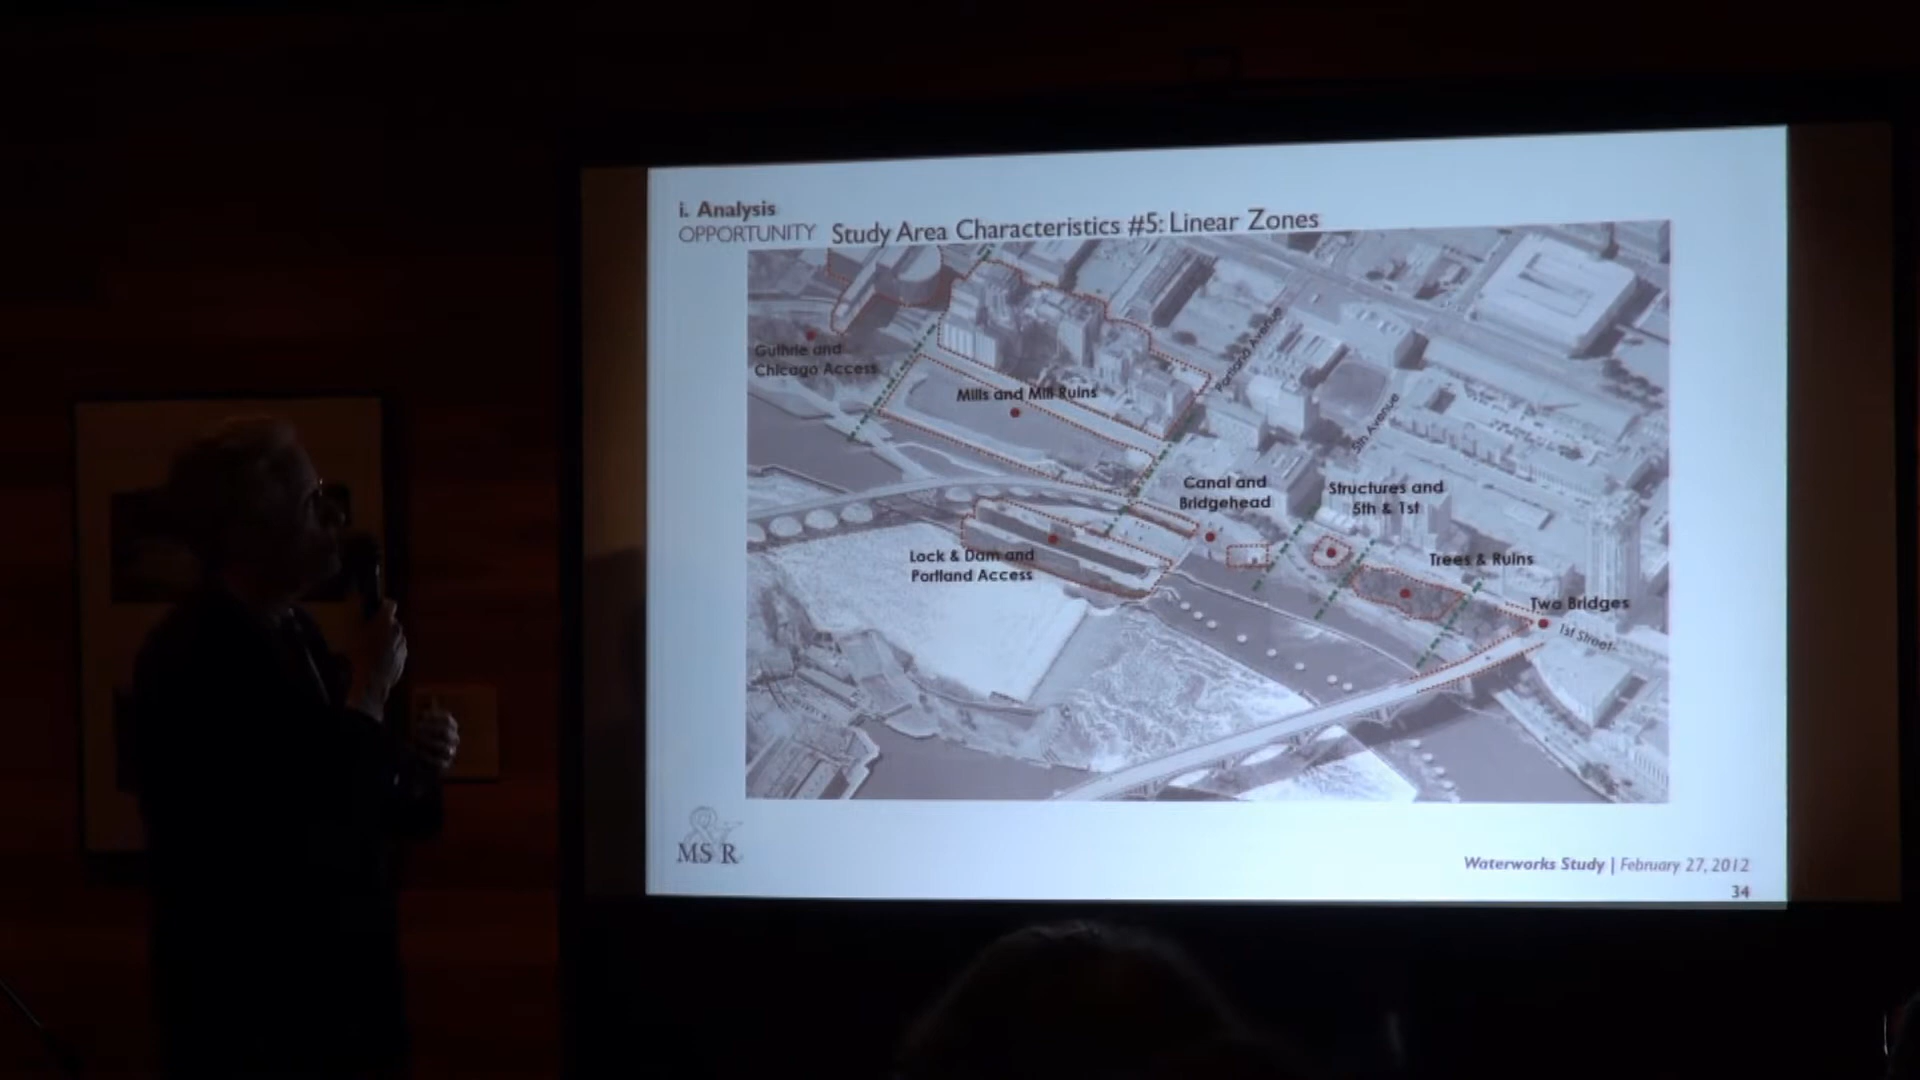 i. Analysis
OPPORTUNITY Study Area Characteristics #5: Linear Zones
Guthrie and
Chicago Access
Mills and Mill Ruins
Portland Avenue
5th Avenue
Canal and
Bridgehead
Structures and
5th & 1st
Lock & Dam and
Portland Access
Trees & Ruins
Two Bridges
1st Street
&
MS R
Waterworks Study | February 27, 2012
34